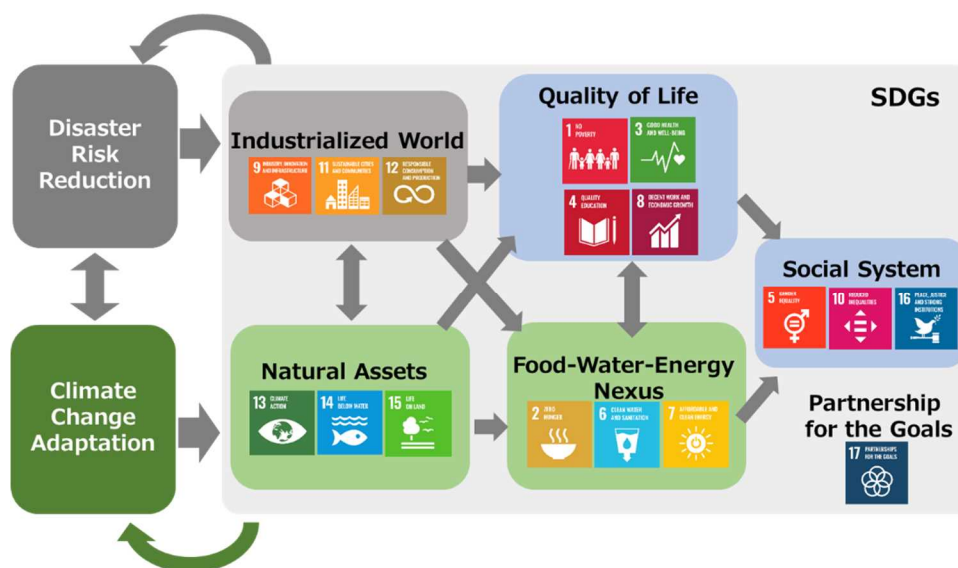 Disaster
Risk
Reduction
Climate
Change
Adaptation
SDGs
Industrialized World
9 INDUSTRY, INNOVATION
AND INFRASTRUCTURE
11 SUSTAINABLE CITIES
AND COMMUNITIES
12 RESPONSIBLE
CONSUMPTION
AND PRODUCTION
Quality of Life
1 NO
POVERTY
3 GOOD HEALTH
AND WELL-BEING
4 QUALITY
EDUCATION
8 DECENT WORK AND
ECONOMIC GROWTH
Natural Assets
13 CLIMATE
ACTION
14 LIFE
BELOW WATER
15 LIFE
ON LAND
Food-Water-Energy
Nexus
2 ZERO
HUNGER
6 CLEAN WATER
AND SANITATION
7 AFFORDABLE AND
CLEAN ENERGY
Social System
5 GENDER
EQUALITY
10 REDUCED
INEQUALITIES
16 PEACE, JUSTICE
AND STRONG
INSTITUTIONS
Partnership
for the Goals
17 PARTNERSHIPS
FOR THE GOALS